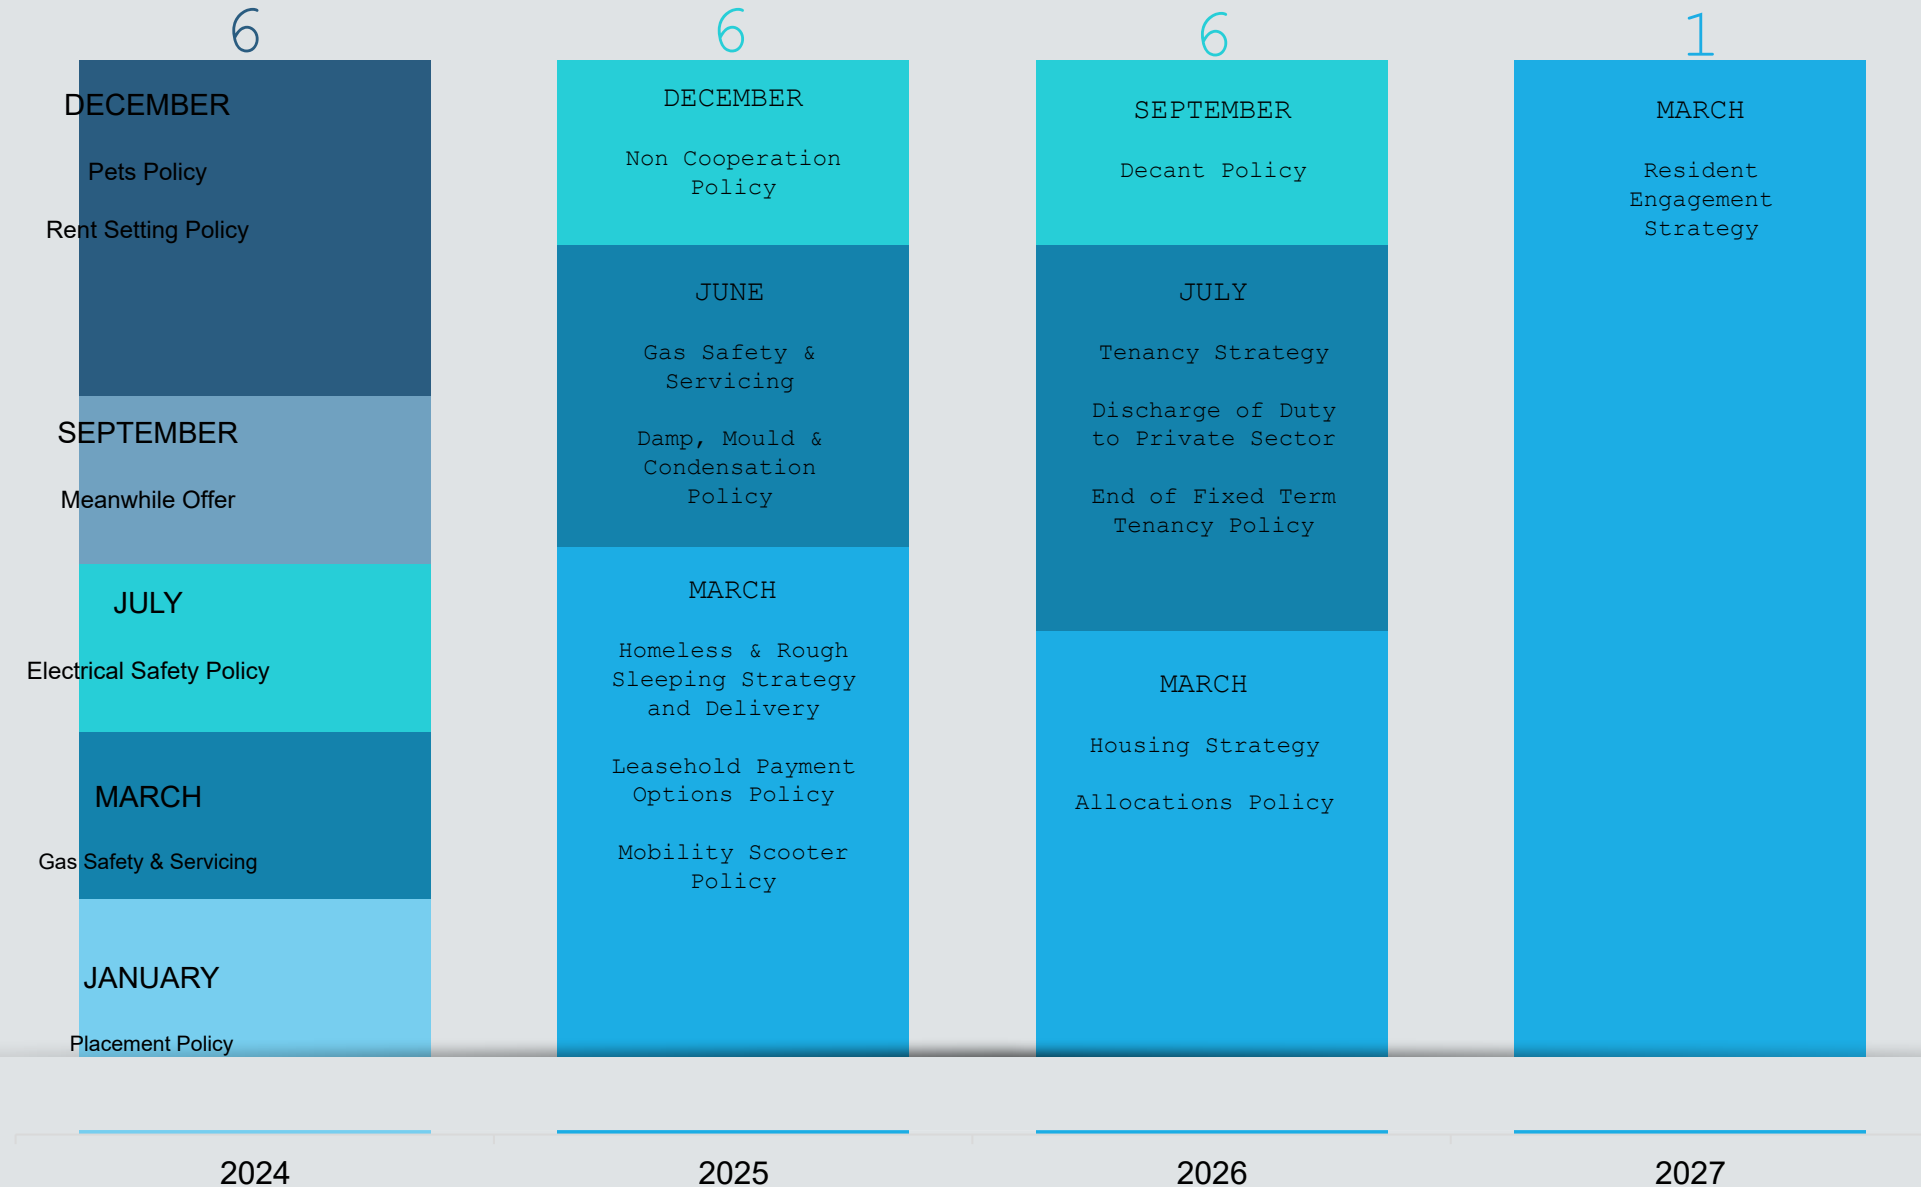 6
DECEMBER
Pets Policy
Rent Setting Policy
SEPTEMBER
Meanwhile Offer
JULY
Electrical Safety Policy
MARCH
Gas Safety & Servicing
JANUARY
Placement Policy
2024
6
DECEMBER
Non Cooperation
Policy
JUNE
Gas Safety &
Servicing
Damp, Mould &
Condensation
Policy
MARCH
Homeless & Rough
Sleeping Strategy
and Delivery
Leasehold Payment
Options Policy
Mobility Scooter
Policy
2025
6
SEPTEMBER
Decant Policy
JULY
Tenancy Strategy
Discharge of Duty
to Private Sector
End of Fixed Term
Tenancy Policy
MARCH
Housing Strategy
Allocations Policy
2026
1
MARCH
Resident
Engagement
Strategy
2027